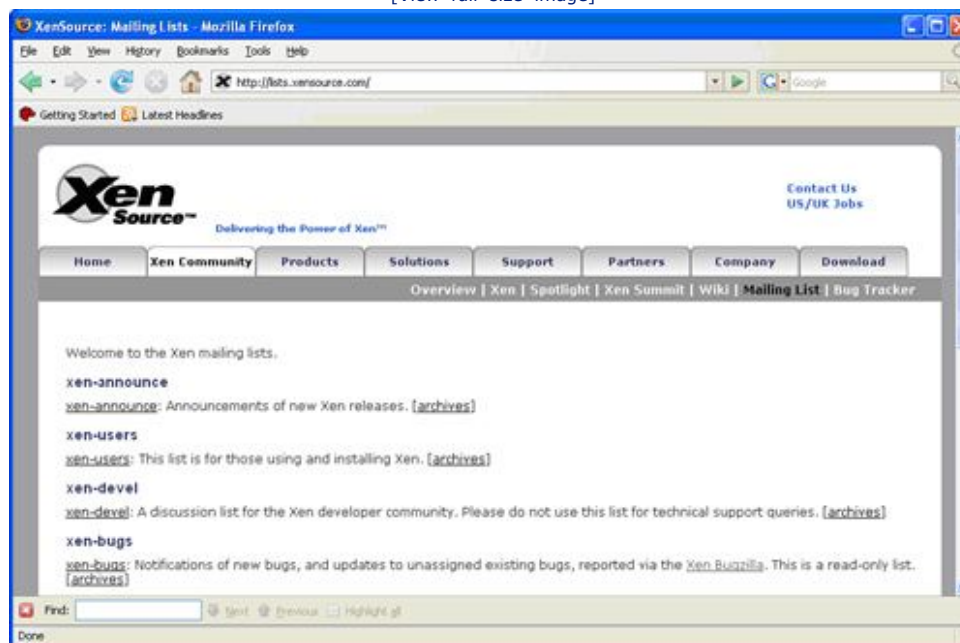 [View full size image]
XenSource: Mailing Lists - Mozilla Firefox
File Edit View History Bookmarks Tools Help
http://lists.xensource.com/
Google
Getting Started Latest Headlines
Xen
Source™
Delivering the Power of Xen™
Contact Us
US/UK Jobs
Home Xen Community Products Solutions Support Partners Company Download
Overview | Xen | Spotlight | Xen Summit | Wiki | Mailing List | Bug Tracker
Welcome to the Xen mailing lists.
xen-announce
xen-announce: Announcements of new Xen releases. [archives]
xen-users
xen-users: This list is for those using and installing Xen. [archives]
xen-devel
xen-devel: A discussion list for the Xen developer community. Please do not use this list for technical support queries. [archives]
xen-bugs
xen-bugs: Notifications of new bugs, and updates to unassigned existing bugs, reported via the Xen Bugzilla. This is a read-only list.
[archives]
Find: Next Previous Highlight all
Done